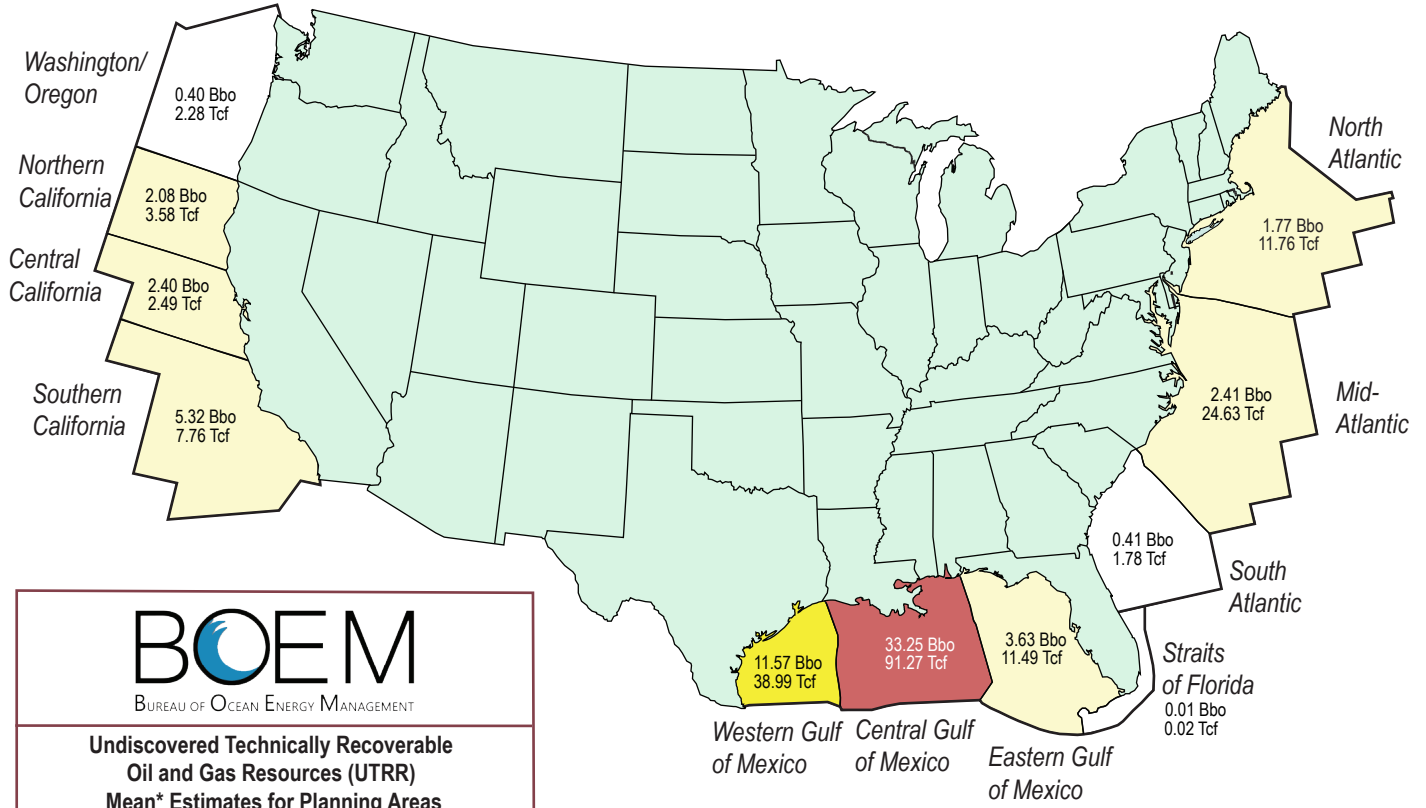 Washington/
Oregon
0.40 Bbo
2.28 Tcf
Northern
California
2.08 Bbo
3.58 Tcf
Central
California
2.40 Bbo
2.49 Tcf
Southern
California
5.32 Bbo
7.76 Tcf
North
Atlantic
1.77 Bbo
11.76 Tcf
Mid-
Atlantic
2.41 Bbo
24.63 Tcf
South
Atlantic
0.41 Bbo
1.78 Tcf
Straits
of Florida
0.01 Bbo
0.02 Tcf
11.57 Bbo
38.99 Tcf
Western Gulf
of Mexico
33.25 Bbo
91.27 Tcf
Central Gulf
of Mexico
3.63 Bbo
11.49 Tcf
Eastern Gulf
of Mexico
BOEM
BUREAU OF OCEAN ENERGY MANAGEMENT
Undiscovered Technically Recoverable
Oil and Gas Resources (UTRR)
Mean* Estimates for Planning Areas